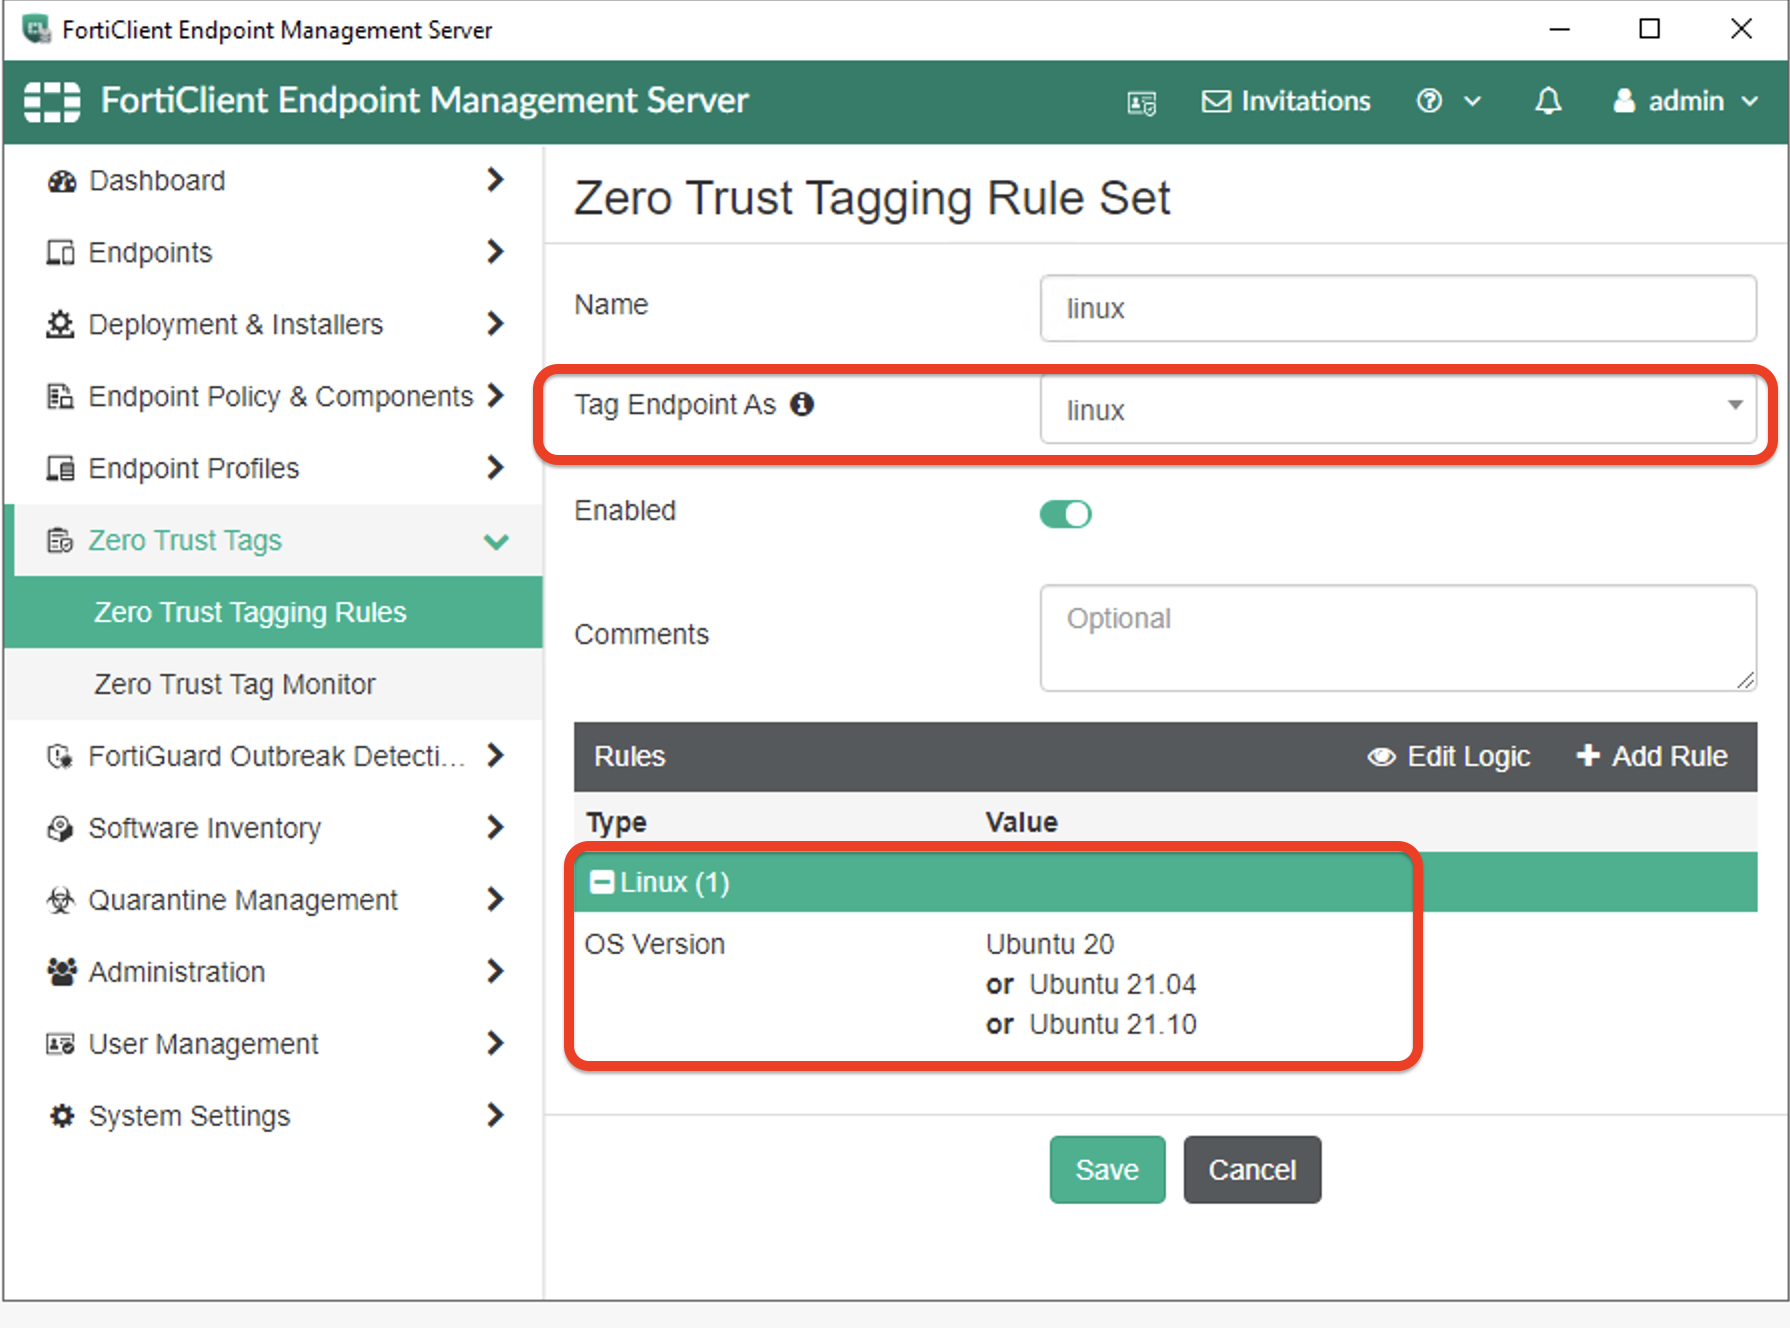 FortiClient Endpoint Management Server
FortiClient Endpoint Management Server
Invitations
admin
Dashboard
Endpoints
Deployment & Installers
Endpoint Policy & Components
Endpoint Profiles
Zero Trust Tags
Zero Trust Tagging Rules
Zero Trust Tag Monitor
FortiGuard Outbreak Detecti...
Software Inventory
Quarantine Management
Administration
User Management
System Settings
Zero Trust Tagging Rule Set
Name linux
Tag Endpoint As linux
Enabled
Comments Optional
Rules Edit Logic Add Rule
Type Value
Linux (1)
OS Version Ubuntu 20
or Ubuntu 21.04
or Ubuntu 21.10
Save Cancel